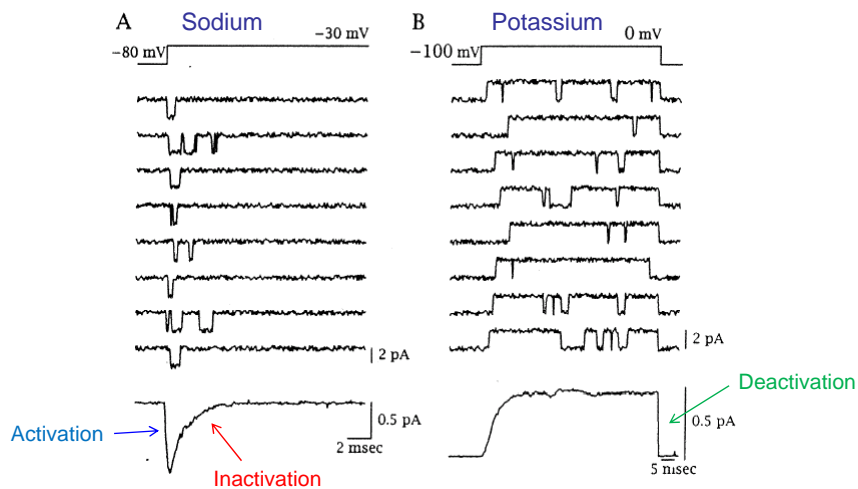 A Sodium
−80 mV
−30 mV
B Potassium
−100 mV
0 mV
2 pA
2 pA
Activation
Inactivation
0.5 pA
2 msec
Deactivation
0.5 pA
5 msec